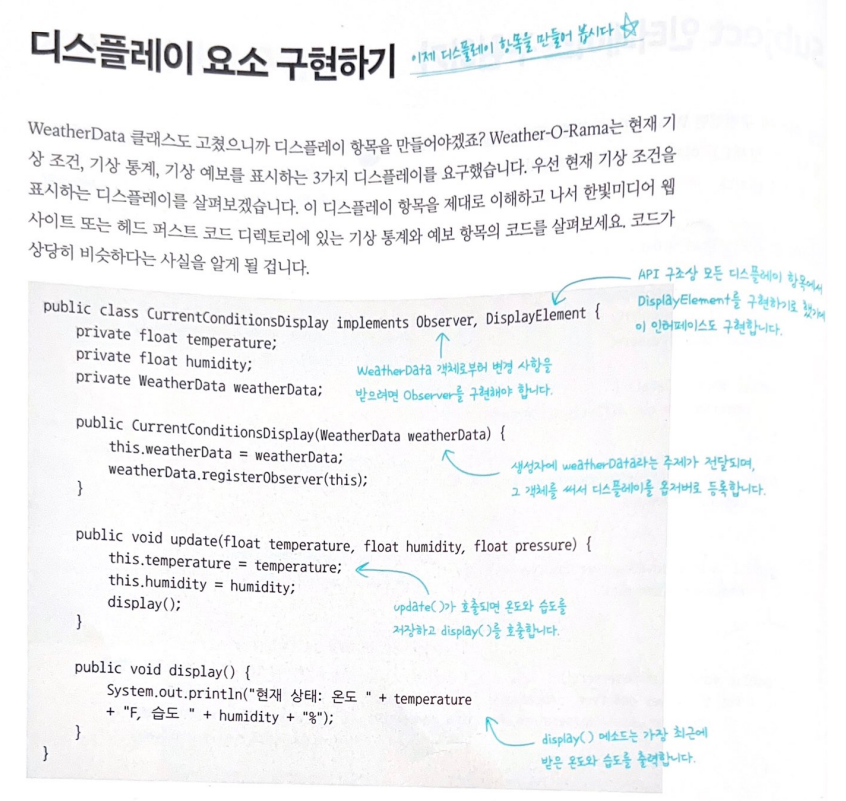 디스플레이 요소 구현하기
이제 디스플레이 항목을 만들어 봅시다
WeatherData 클래스도 고쳤으니까 디스플레이 항목을 만들어야겠죠? Weather-O-Rama는 현재 기
상 조건, 기상 통계, 기상 예보를 표시하는 3가지 디스플레이를 요구했습니다. 우선 현재 기상 조건을
표시하는 디스플레이를 살펴보겠습니다. 이 디스플레이 항목을 제대로 이해하고 나서 한빛미디어 웹
사이트 또는 헤드 퍼스트 코드 디렉토리에 있는 기상 통계와 예보 항목의 코드를 살펴보세요. 코드가
상당히 비슷하다는 사실을 알게 될 겁니다.
API 구조상 모든 디스플레이 항목에서
DisplayElement를 구현하기로 했기에
이 인터페이스도 구현합니다.
public class CurrentConditionsDisplay implements Observer, DisplayElement {
private float temperature;
private float humidity;
private WeatherData weatherData;
WeatherData 객체로부터 변경 사항을
받으려면 Observer를 구현해야 합니다.
public CurrentConditionsDisplay(WeatherData weatherData) {
this.weatherData = weatherData;
weatherData.registerObserver(this);
}
생성자에 weatherData라는 주제가 전달되며,
그 객체를 써서 디스플레이를 옵저버로 등록합니다.
public void update(float temperature, float humidity, float pressure) {
this.temperature = temperature;
this.humidity = humidity;
display();
}
update()가 호출되면 온도와 습도를
저장하고 display()를 호출합니다.
public void display() {
System.out.println("현재 상태: 온도 " + temperature
+ "F, 습도 " + humidity + "%");
}
}
display() 메소드는 가장 최근에
받은 온도와 습도를 출력합니다.